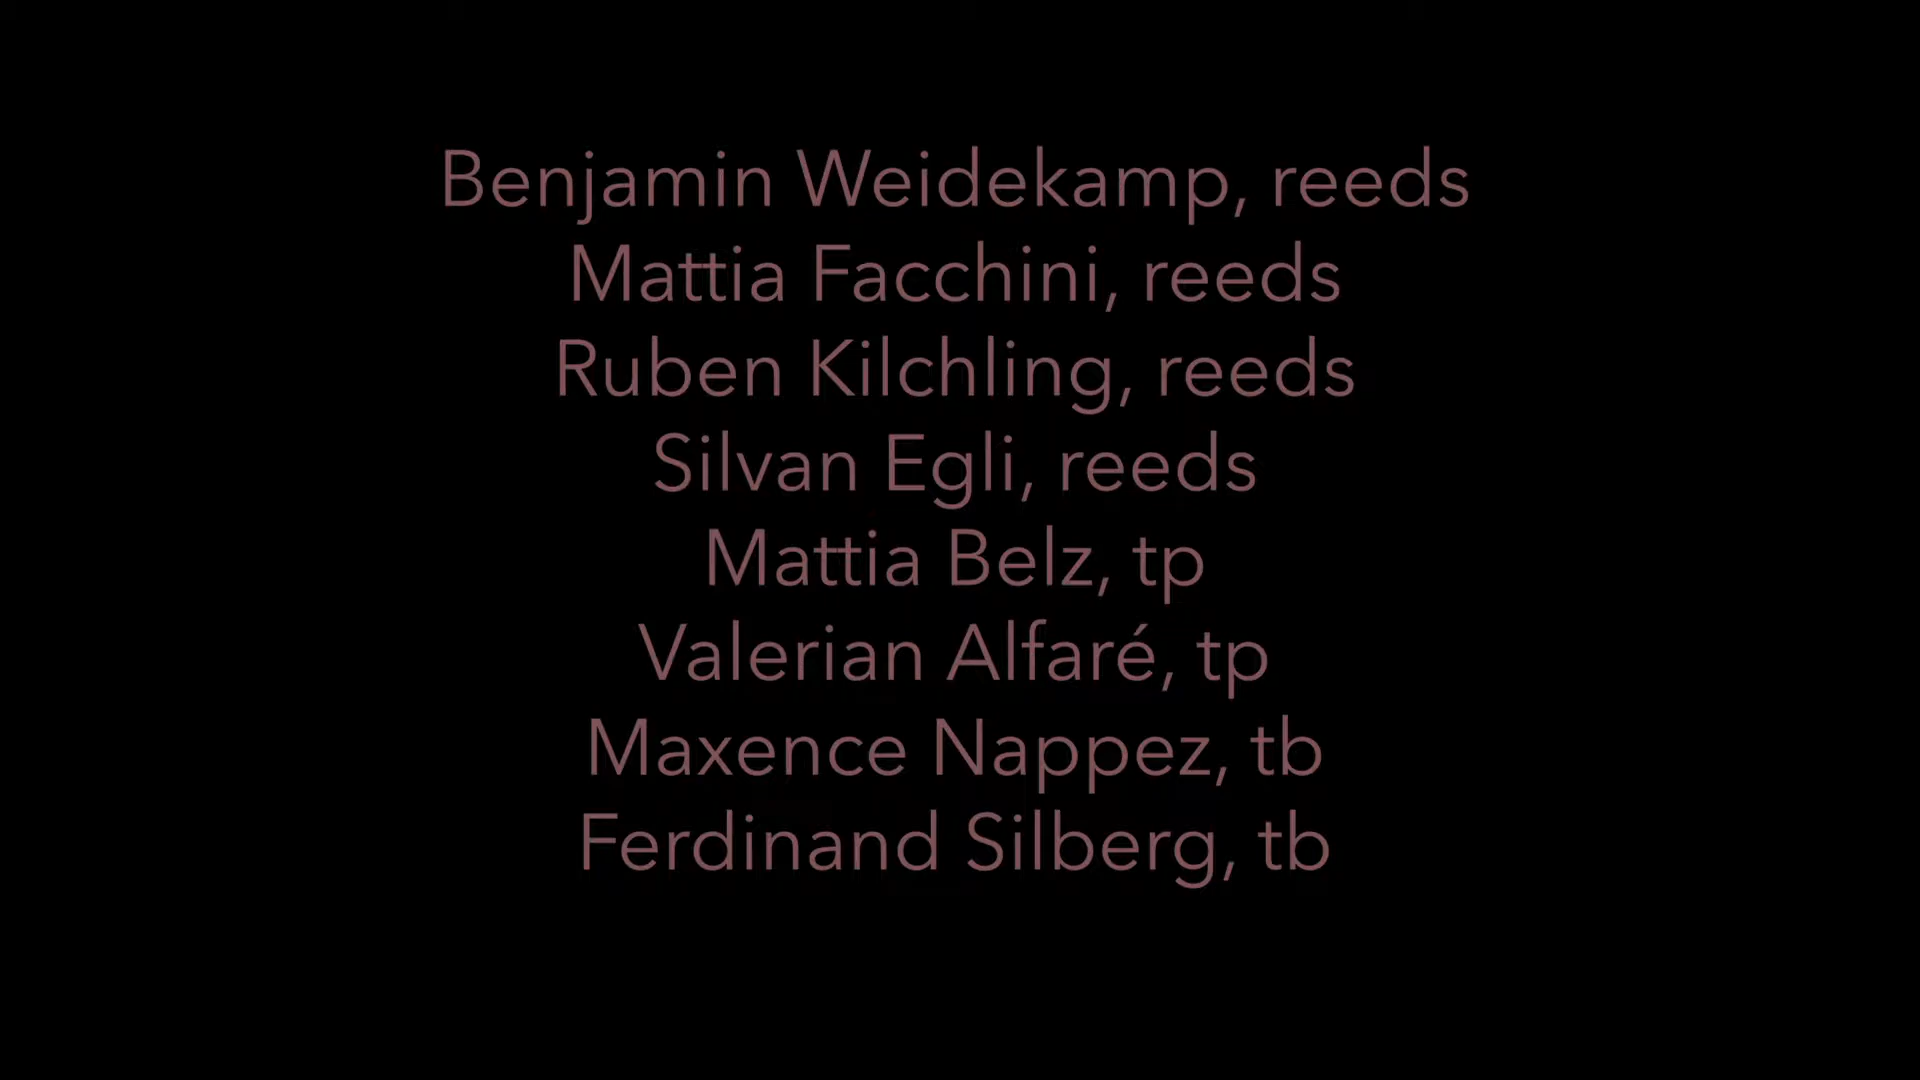 Benjamin Weidekamp, reeds
Mattia Facchini, reeds
Ruben Kilchling, reeds
Silvan Egli, reeds
Mattia Belz, tp
Valerian Alfaré, tp
Maxence Nappez, tb
Ferdinand Silberg, tb